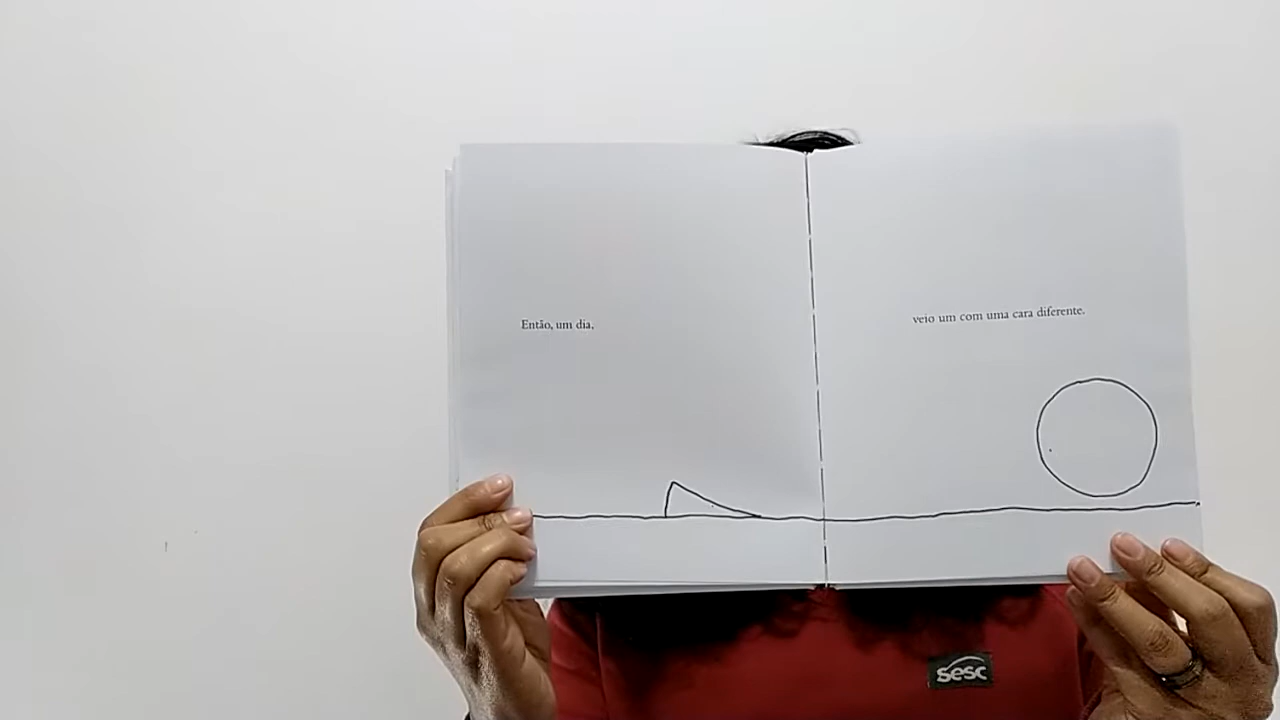 Então, um dia,
veio um com uma cara diferente.
sesc